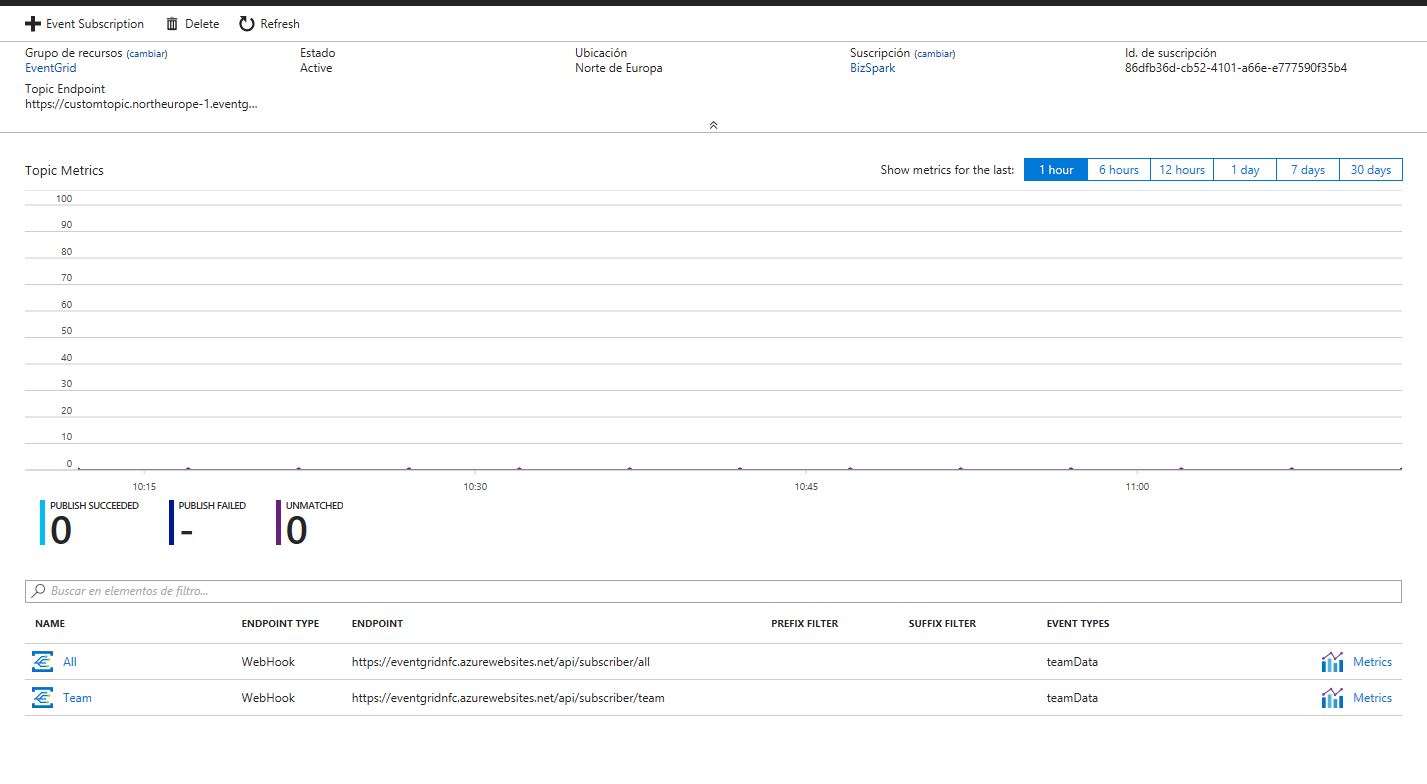 Event Subscription Delete Refresh
Grupo de recursos (cambiar) Estado Ubicación Suscripción (cambiar) Id. de suscripción
EventGrid Active Norte de Europa BizSpark 86dfb36d-cb52-4101-a66e-e777590f35b4
Topic Endpoint
https://customtopic.northeurope-1.eventg...
Topic Metrics Show metrics for the last: 1 hour 6 hours 12 hours 1 day 7 days 30 days
100
90
80
70
60
50
40
30
20
10
0
10:15 10:30 10:45 11:00
PUBLISH SUCCEEDED PUBLISH FAILED UNMATCHED
0 - 0
Buscar en elementos de filtro...
NAME ENDPOINT TYPE ENDPOINT PREFIX FILTER SUFFIX FILTER EVENT TYPES
All WebHook https://eventgridnfc.azurewebsites.net/api/subscriber/all teamData Metrics
Team WebHook https://eventgridnfc.azurewebsites.net/api/subscriber/team teamData Metrics